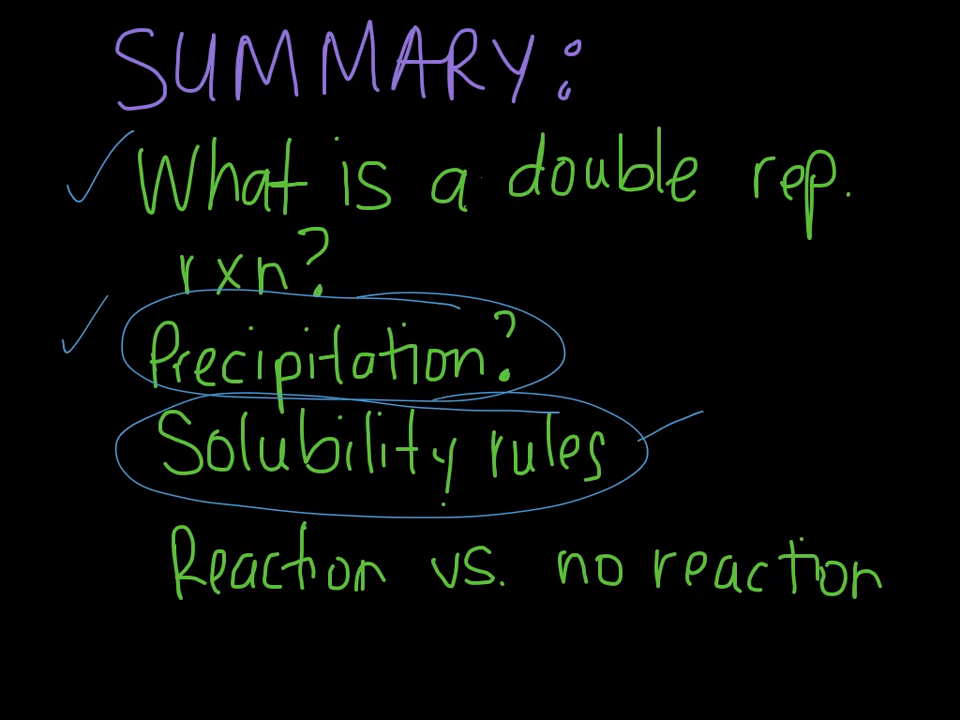 SUMMARY:
What is a double rep.
rxn?
Precipitation?
Solubility rules
Reaction vs. no reaction